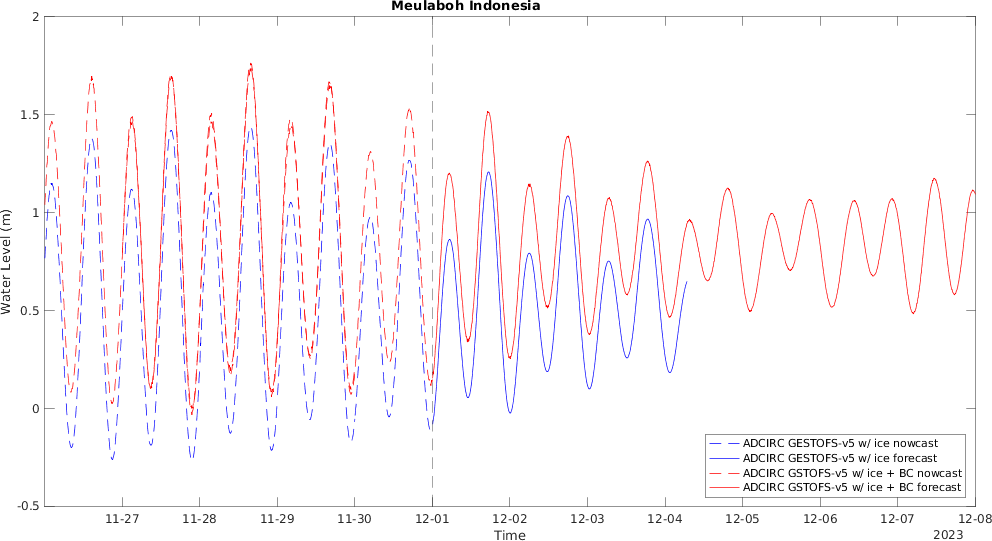 Meulaboh Indonesia
2
1.5
1
0.5
0
-0.5
Water Level (m)
11-27 11-28 11-29 11-30 12-01 12-02 12-03 12-04 12-05 12-06 12-07 12-08
Time
2023
ADCIRC GESTOFS-v5 w/ ice nowcast
ADCIRC GESTOFS-v5 w/ ice forecast
ADCIRC GSTOFS-v5 w/ ice + BC nowcast
ADCIRC GSTOFS-v5 w/ ice + BC forecast